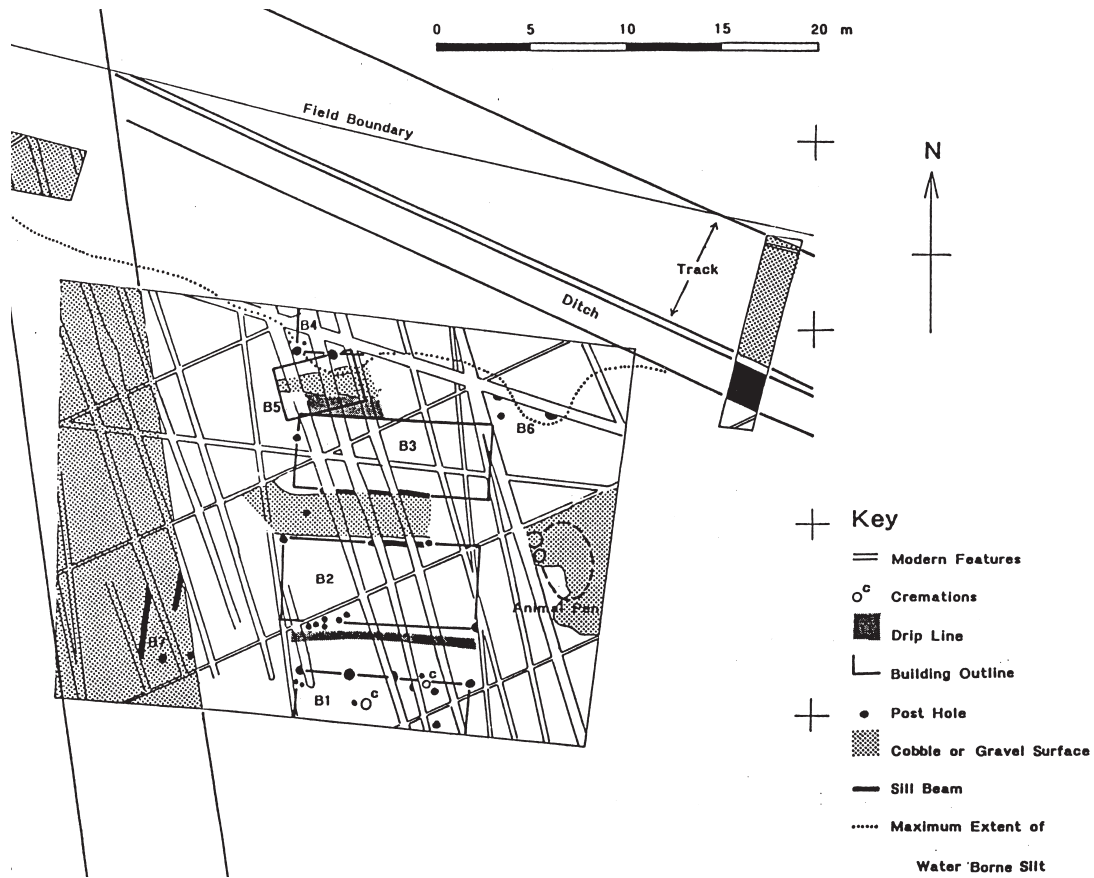 0 5 10 15 20 m
Field Boundary
N
Track
Ditch
B4
B5
B3
B6
B2
Animal Pen
B7
B1
c
c
Key
Modern Features
c Cremations
Drip Line
Building Outline
Post Hole
Cobble or Gravel Surface
Sill Beam
Maximum Extent of
Water Borne Silt